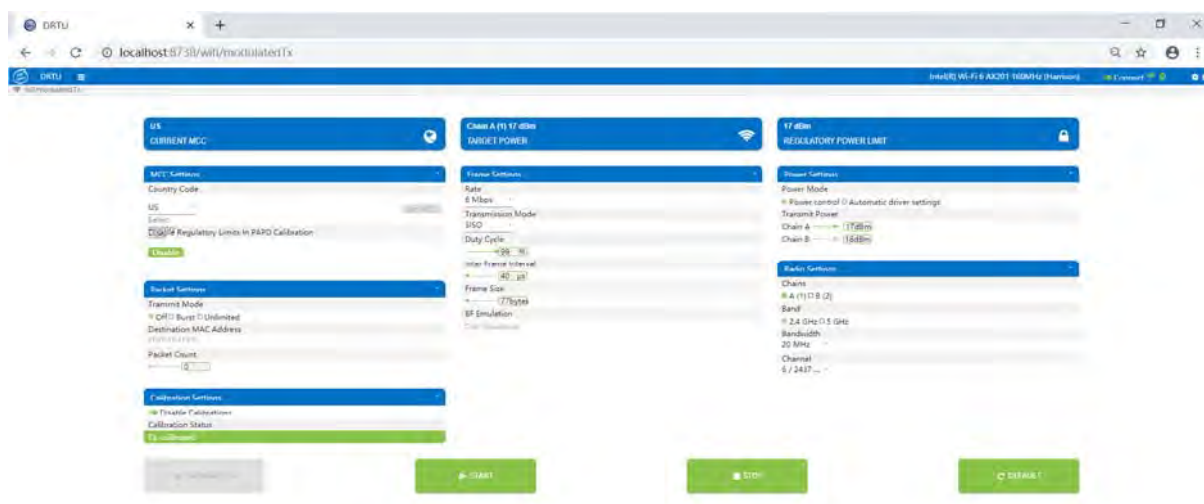 DRTU
localhost:8738/wifi/modulatedTx
DRTU
Intel(R) Wi-Fi 6 AX201 160MHz (Harrison)
Connect
US
CURRENT MCC
Chain A (1) 17 dBm
TARGET POWER
17 dBm
REGULATORY POWER LIMIT
MCC Settings
Country Code
US
Select
Disable Regulatory Limits In PAPD Calibration
Disable
Packet Settings
Transmit Mode
Off Burst Unlimited
Destination MAC Address
Packet Count
0
Calibration Settings
Disable Calibrations
Calibration Status
Frame Settings
Rate
6 Mbps
Transmission Mode
SISO
Duty Cycle
99 %
Inter Frame Interval
40 µs
Frame Size
77bytes
BF Emulation
Power Settings
Power Mode
Power control Automatic driver settings
Transmit Power
Chain A 17dBm
Chain B 16dBm
Radio Settings
Chains
A (1) B (2)
Band
2.4 GHz 5 GHz
Bandwidth
20 MHz
Channel
6 / 2437 ...
START
STOP
DEFAULT